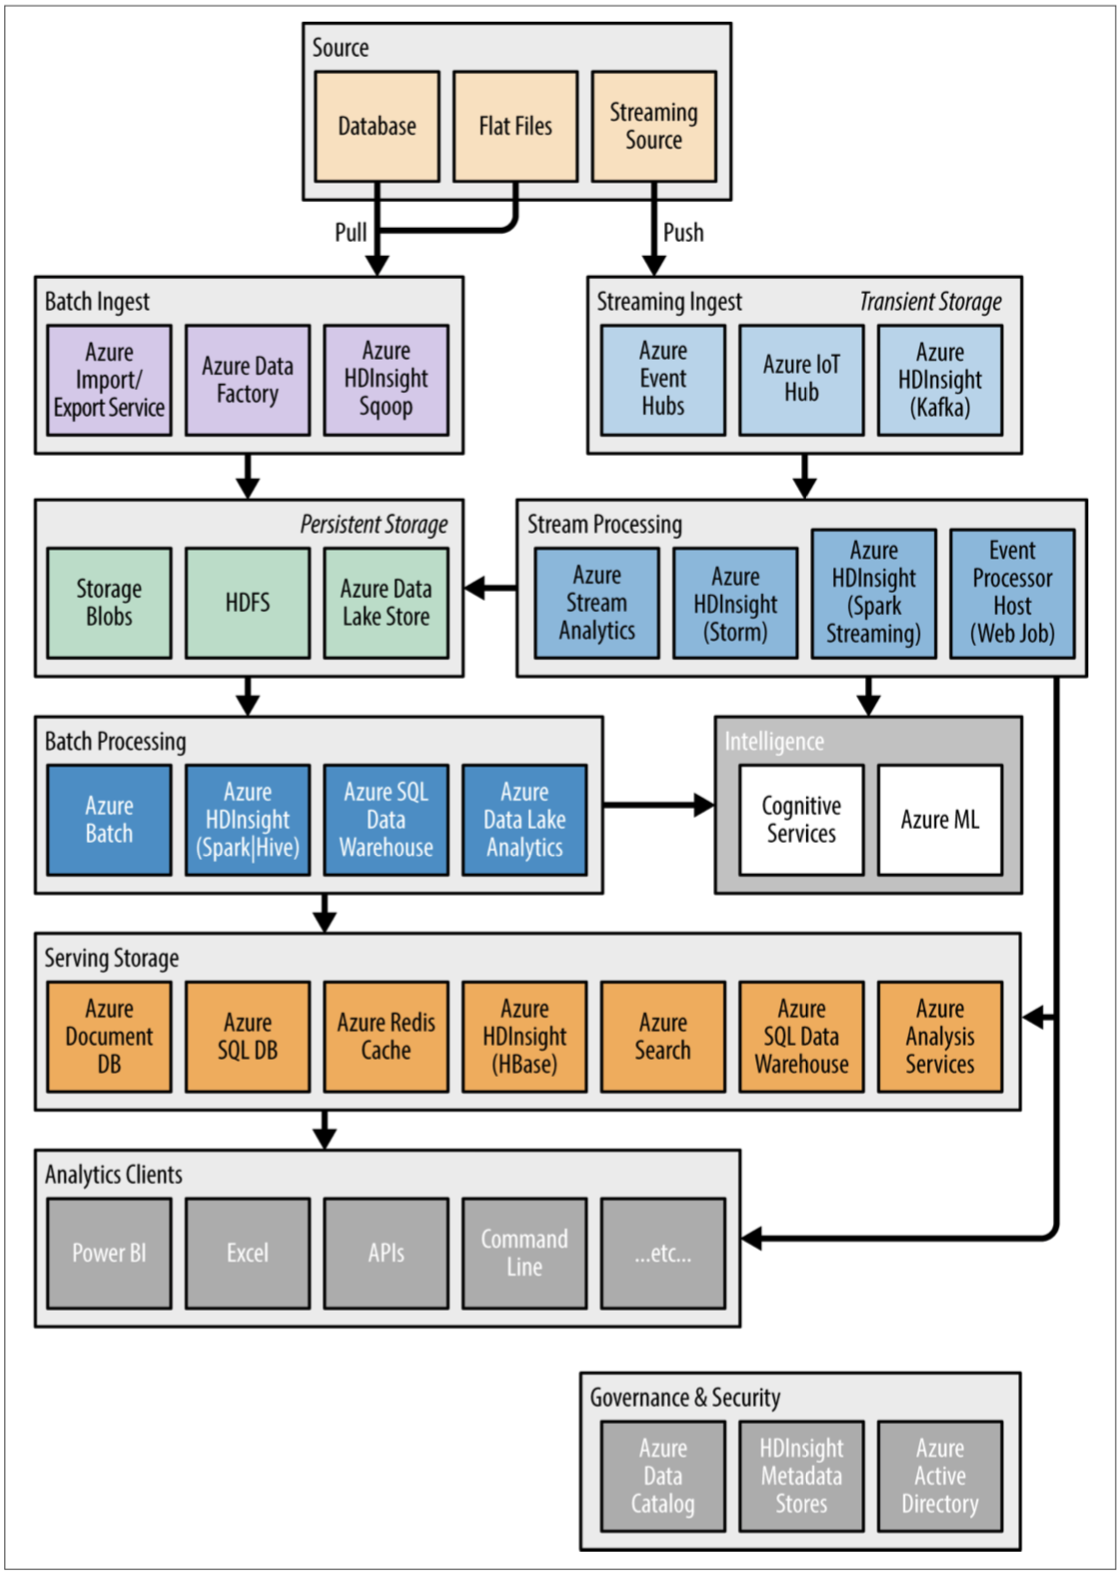 Source
Database
Flat Files
Streaming
Source
Pull
Push
Batch Ingest
Azure
Import/
Export Service
Azure Data
Factory
Azure
HDInsight
Sqoop
Streaming Ingest
Transient Storage
Azure
Event
Hubs
Azure IoT
Hub
Azure
HDInsight
(Kafka)
Persistent Storage
Storage
Blobs
HDFS
Azure Data
Lake Store
Stream Processing
Azure
Stream
Analytics
Azure
HDInsight
(Storm)
Azure
HDInsight
(Spark
Streaming)
Event
Processor
Host
(Web Job)
Batch Processing
Azure
Batch
Azure
HDInsight
(Spark|Hive)
Azure SQL
Data
Warehouse
Azure
Data Lake
Analytics
Intelligence
Cognitive
Services
Azure ML
Serving Storage
Azure
Document
DB
Azure
SQL DB
Azure Redis
Cache
Azure
HDInsight
(HBase)
Azure
Search
Azure
SQL Data
Warehouse
Azure
Analysis
Services
Analytics Clients
Power BI
Excel
APIs
Command
Line
...etc...
Governance & Security
Azure
Data
Catalog
HDInsight
Metadata
Stores
Azure
Active
Directory